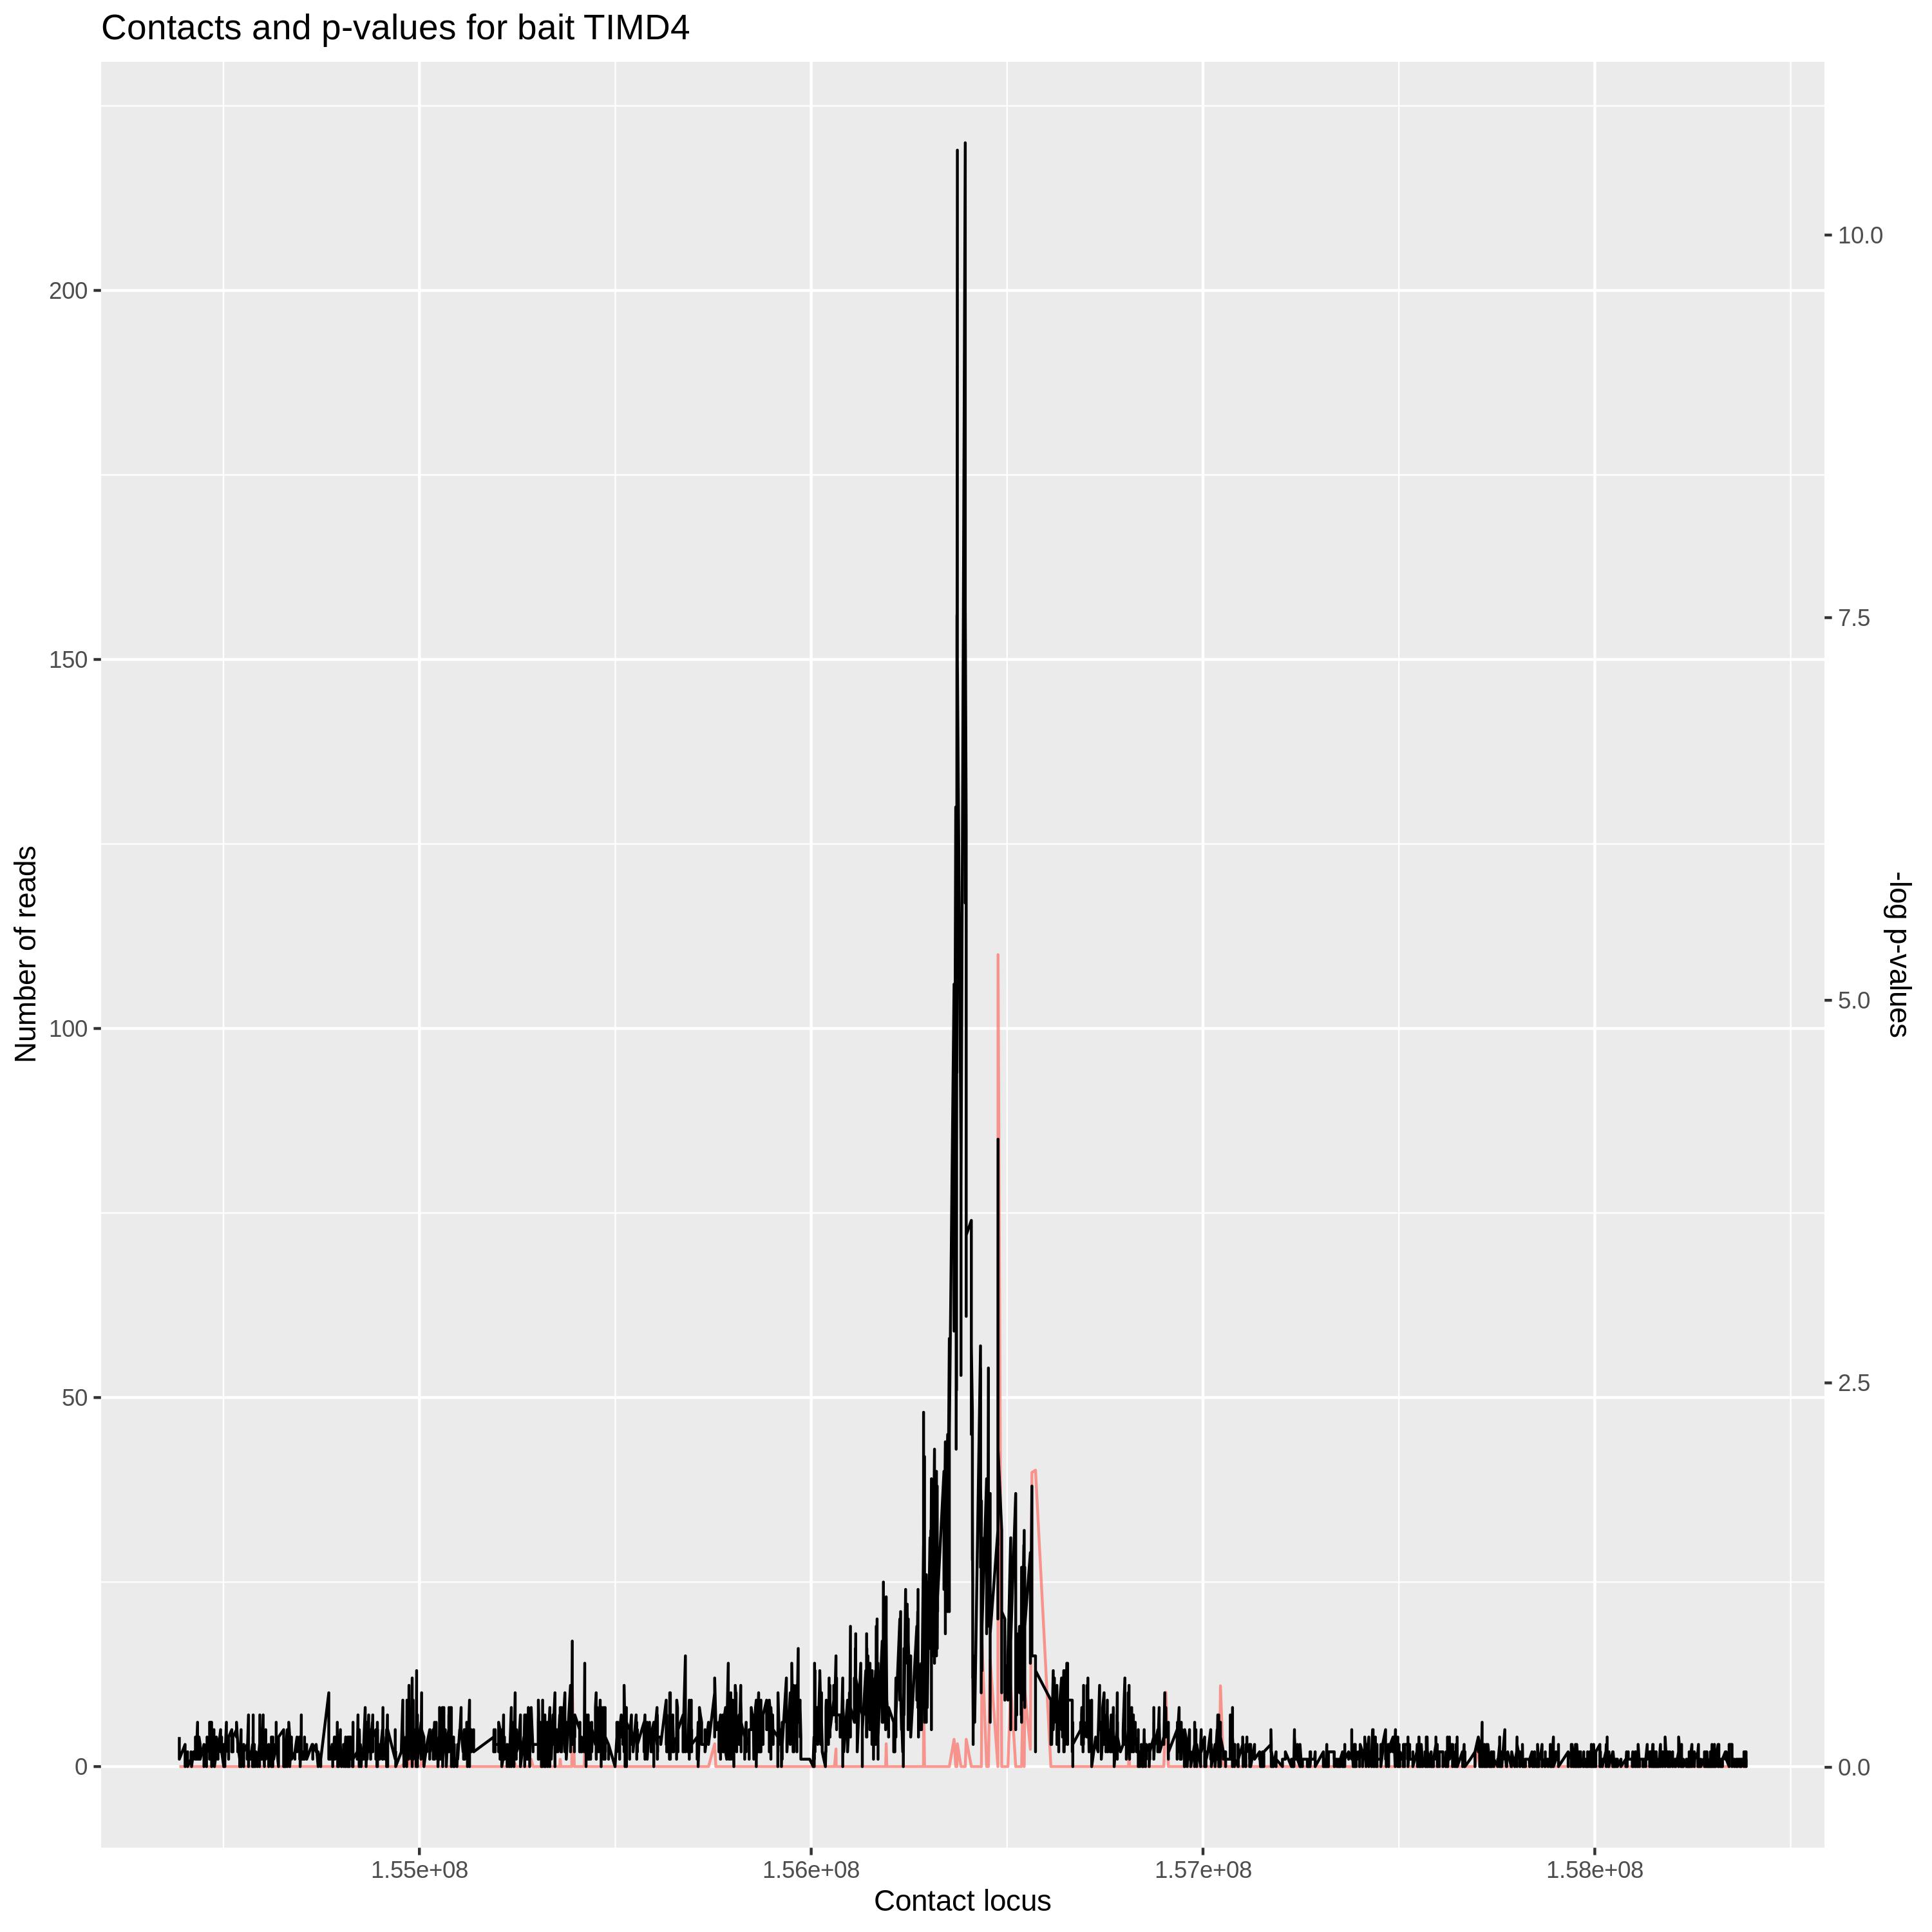 Contacts and p-values for bait TIMD4
200
150
100
50
0
Number of reads
10.0
7.5
5.0
2.5
0.0
-log p-values
1.55e+08
1.56e+08
1.57e+08
1.58e+08
Contact locus